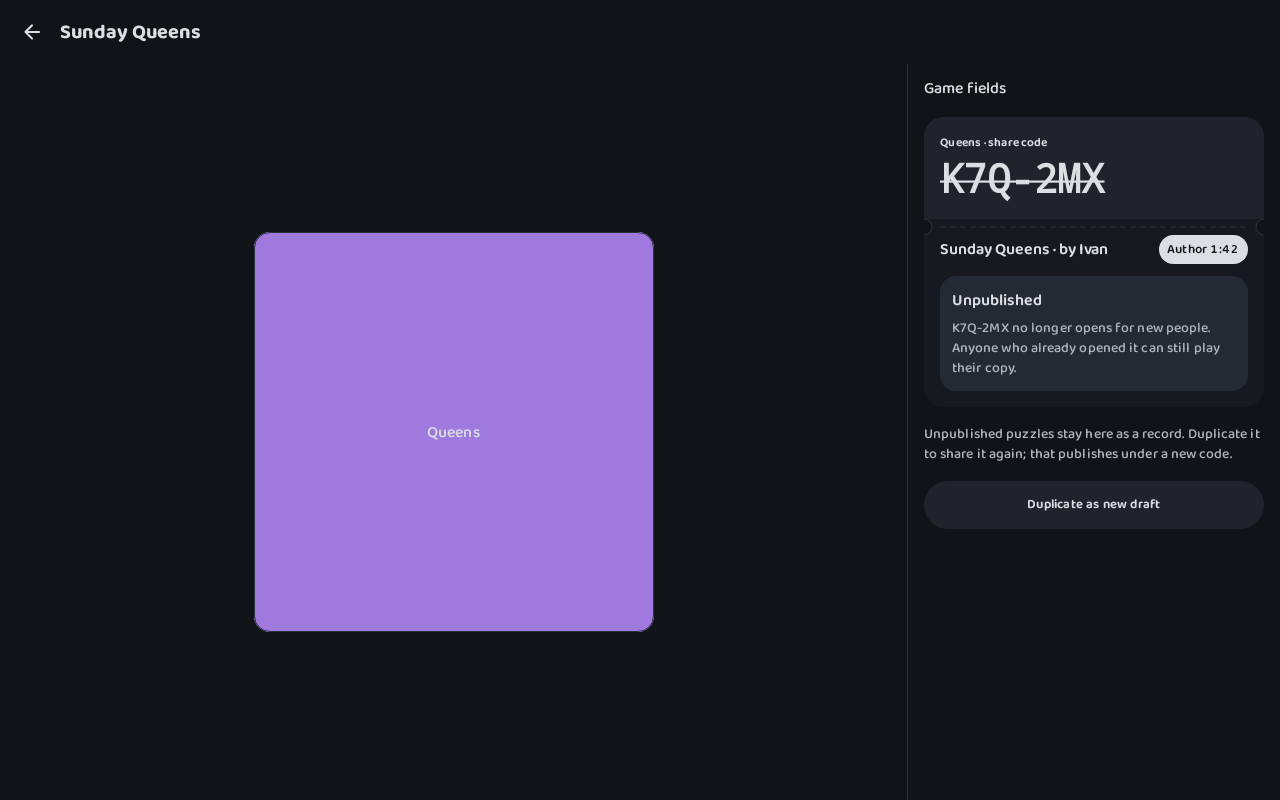 Sunday Queens
Game fields
Queens · share code
K7Q-2MX
Sunday Queens · by Ivan
Author 1:42
Unpublished
K7Q-2MX no longer opens for new people.
Anyone who already opened it can still play
their copy.
Queens
Unpublished puzzles stay here as a record. Duplicate it
to share it again; that publishes under a new code.
Duplicate as new draft